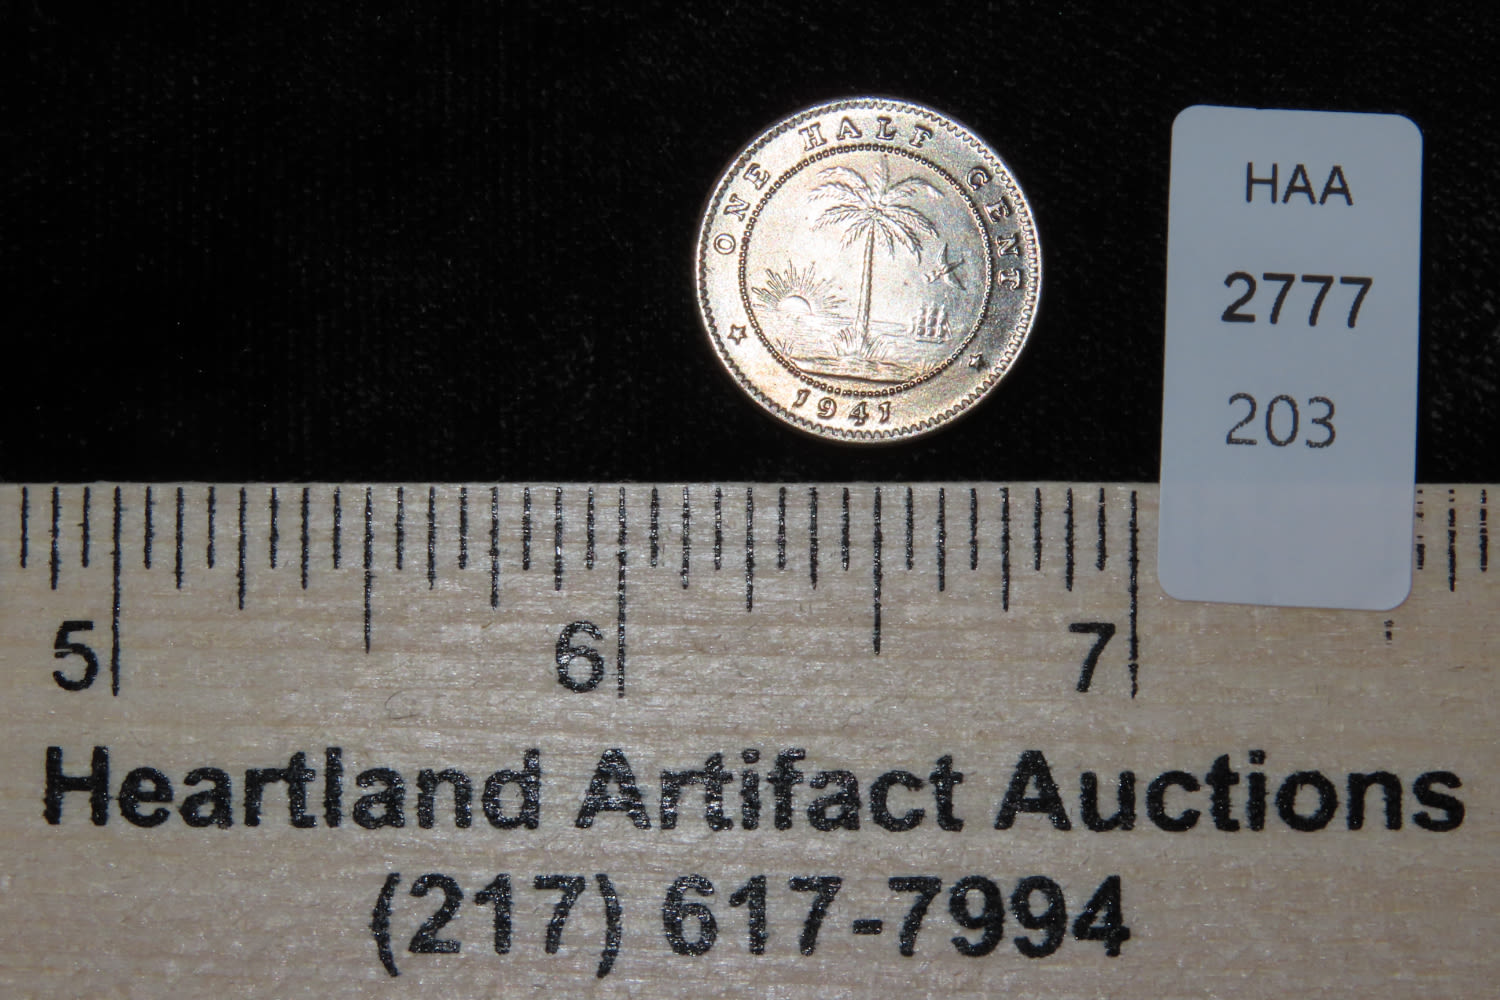 ONE HALF CENT
1941
HAA
2777
203
5 6 7
Heartland Artifact Auctions
(217) 617-7994